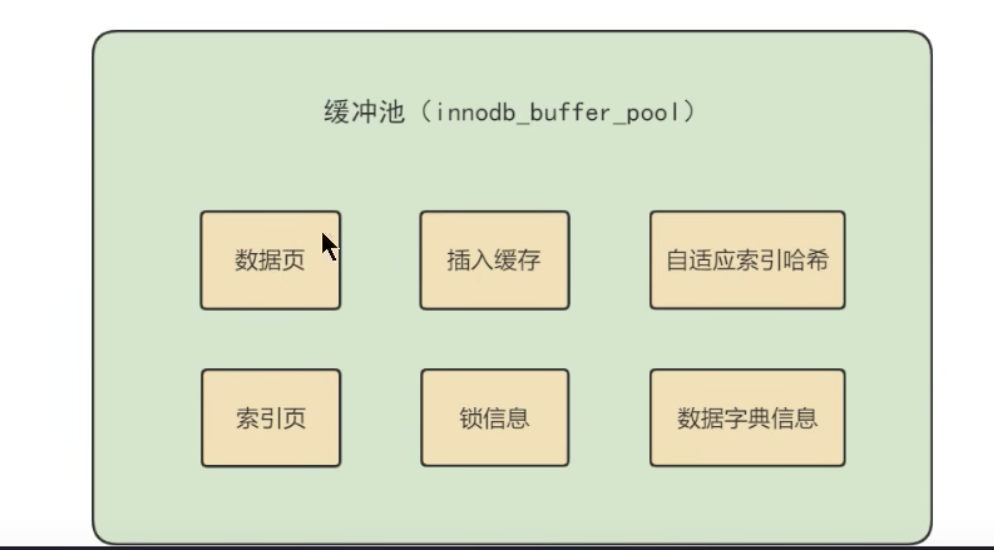 缓冲池（innodb_buffer_pool）
数据页
插入缓存
自适应索引哈希
索引页
锁信息
数据字典信息